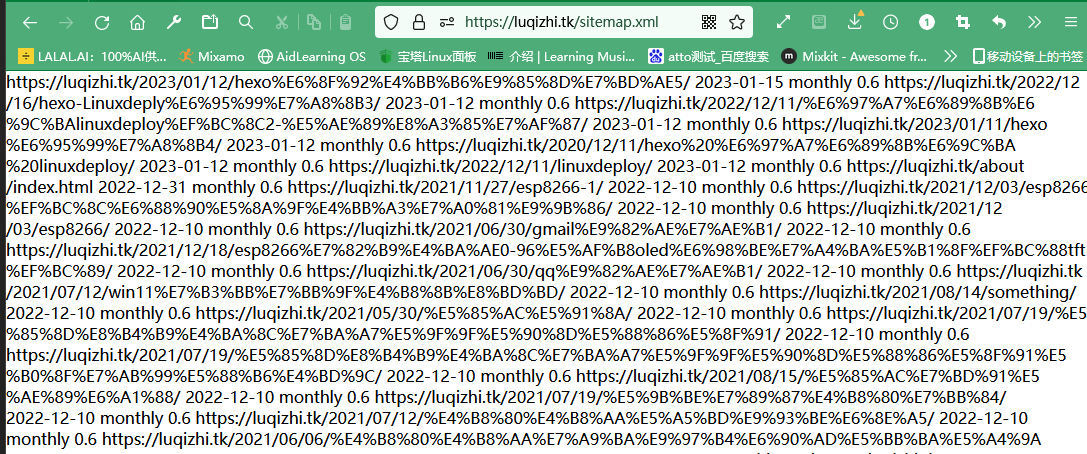 https://luqizhi.tk/sitemap.xml
1
LALALAI：100%AI供...
Mixamo
AidLearning OS
宝塔Linux面板
介绍 | Learning Musi...
atto测试_百度搜索
Mixkit - Awesome fr...
移动设备上的书签
https://luqizhi.tk/2023/01/12/hexo%E6%8F%92%E4%BB%B6%E9%85%8D%E7%BD%AE5/ 2023-01-15 monthly 0.6 https://luqizhi.tk/2022/12
/16/hexo-Linuxdeply%E6%95%99%E7%A8%8B3/ 2023-01-12 monthly 0.6 https://luqizhi.tk/2022/12/11/%E6%97%A7%E6%89%8B%E6
%9C%BAlinuxdeploy%EF%BC%8C2-%E5%AE%89%E8%A3%85%E7%AF%87/ 2023-01-12 monthly 0.6 https://luqizhi.tk/2023/01/11/hexo
%E6%95%99%E7%A8%8B4/ 2023-01-12 monthly 0.6 https://luqizhi.tk/2020/12/11/hexo%20%E6%97%A7%E6%89%8B%E6%9C%BA
%20linuxdeploy/ 2023-01-12 monthly 0.6 https://luqizhi.tk/2022/12/11/linuxdeploy/ 2023-01-12 monthly 0.6 https://luqizhi.tk/about
/index.html 2022-12-31 monthly 0.6 https://luqizhi.tk/2021/11/27/esp8266-1/ 2022-12-10 monthly 0.6 https://luqizhi.tk/2021/12/03/esp8266
%EF%BC%8C%E6%88%90%E5%8A%9F%E4%BB%A3%E7%A0%81%E9%9B%86/ 2022-12-10 monthly 0.6 https://luqizhi.tk/2021/12
/03/esp8266/ 2022-12-10 monthly 0.6 https://luqizhi.tk/2021/06/30/gmail%E9%82%AE%E7%AE%B1/ 2022-12-10 monthly 0.6
https://luqizhi.tk/2021/12/18/esp8266%E7%82%B9%E4%BA%AE0-96%E5%AF%B8oled%E6%98%BE%E7%A4%BA%E5%B1%8F%EF%BC%88tft
%EF%BC%89/ 2022-12-10 monthly 0.6 https://luqizhi.tk/2021/06/30/qq%E9%82%AE%E7%AE%B1/ 2022-12-10 monthly 0.6 https://luqizhi.tk
/2021/07/12/win11%E7%B3%BB%E7%BB%9F%E4%B8%8B%E8%BD%BD/ 2022-12-10 monthly 0.6 https://luqizhi.tk/2021/08/14/something/
2022-12-10 monthly 0.6 https://luqizhi.tk/2021/05/30/%E5%85%AC%E5%91%8A/ 2022-12-10 monthly 0.6 https://luqizhi.tk/2021/07/19/%E5
%85%8D%E8%B4%B9%E4%BA%8C%E7%BA%A7%E5%9F%9F%E5%90%8D%E5%88%86%E5%8F%91/ 2022-12-10 monthly 0.6
https://luqizhi.tk/2021/07/19/%E5%85%8D%E8%B4%B9%E4%BA%8C%E7%BA%A7%E5%9F%9F%E5%90%8D%E5%88%86%E5%8F%91%E5
%B0%8F%E7%AB%99%E5%88%B6%E4%BD%9C/ 2022-12-10 monthly 0.6 https://luqizhi.tk/2021/08/15/%E5%85%AC%E7%BD%91%E5
%AE%89%E6%A1%88/ 2022-12-10 monthly 0.6 https://luqizhi.tk/2021/07/19/%E5%9B%BE%E7%89%87%E4%B8%80%E7%BB%84/
2022-12-10 monthly 0.6 https://luqizhi.tk/2021/07/12/%E4%B8%80%E4%B8%AA%E5%A5%BD%E9%93%BE%E6%8E%A5/ 2022-12-10
monthly 0.6 https://luqizhi.tk/2021/06/06/%E4%B8%80%E4%B8%AA%E7%A9%BA%E9%97%B4%E6%90%AD%E5%BB%BA%E5%A4%9A